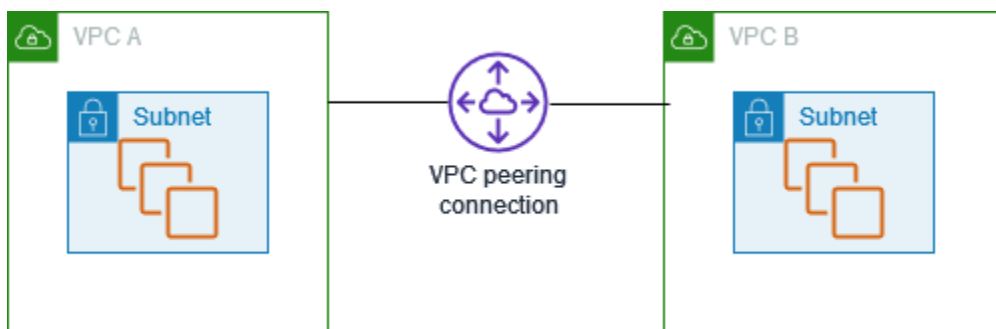 VPC A
VPC B
Subnet
Subnet
VPC peering
connection